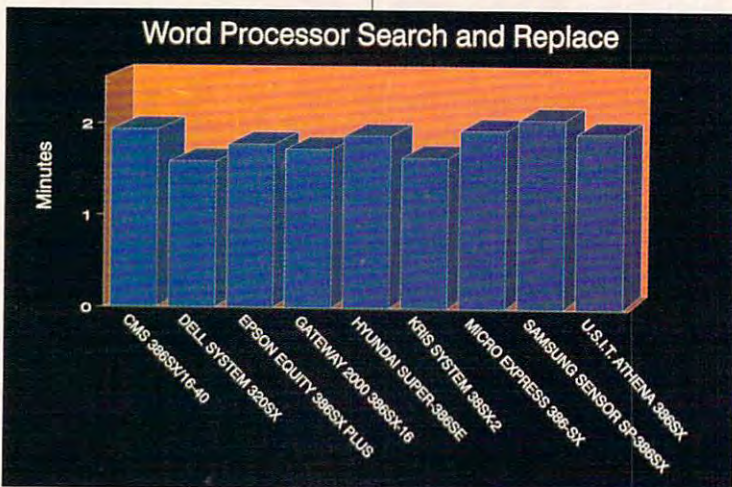 Word Processor Search and Replace
Minutes
2
1
0
CMS 386SX/16-40
DELL SYSTEM 320SX
EPSON EQUITY 386SX PLUS
GATEWAY 2000 386SX-16
HYUNDAI SUPER-386SE
KRIS SYSTEM 38SX-2
MICRO EXPRESS 386-SX
SAMSUNG SENSOR SP-386SX
U.S.I.T. ATHENA 386SX